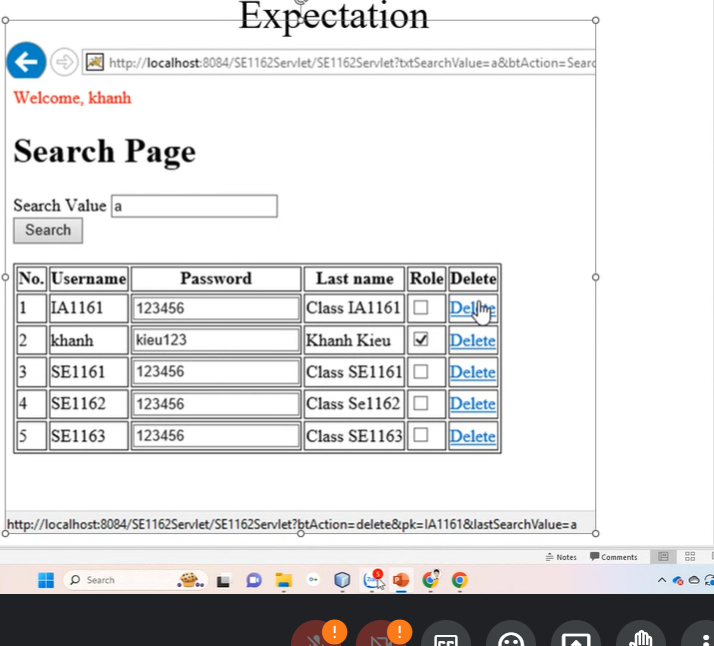 Expectation
http://localhost:8084/SE1162Servlet/SE1162Servlet?txtSearchValue=a&btAction=Searc
Welcome, khanh
Search Page
Search Value a
Search
No. Username Password Last name Role Delete
1 IA1161 123456 Class IA1161 Delete
2 khanh kieu123 Khanh Kieu Delete
3 SE1161 123456 Class SE1161 Delete
4 SE1162 123456 Class Se1162 Delete
5 SE1163 123456 Class SE1163 Delete
http://localhost:8084/SE1162Servlet/SE1162Servlet?btAction=delete&pk=IA1161&lastSearchValue=a
Notes Comments
Search